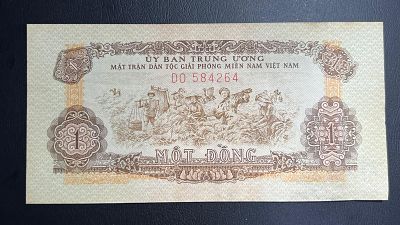 ỦY BAN TRUNG ƯƠNG
MẶT TRẬN DÂN TỘC GIẢI PHÓNG MIỀN NAM VIỆT NAM
DO 584264
1 1
MỘT ĐỒNG